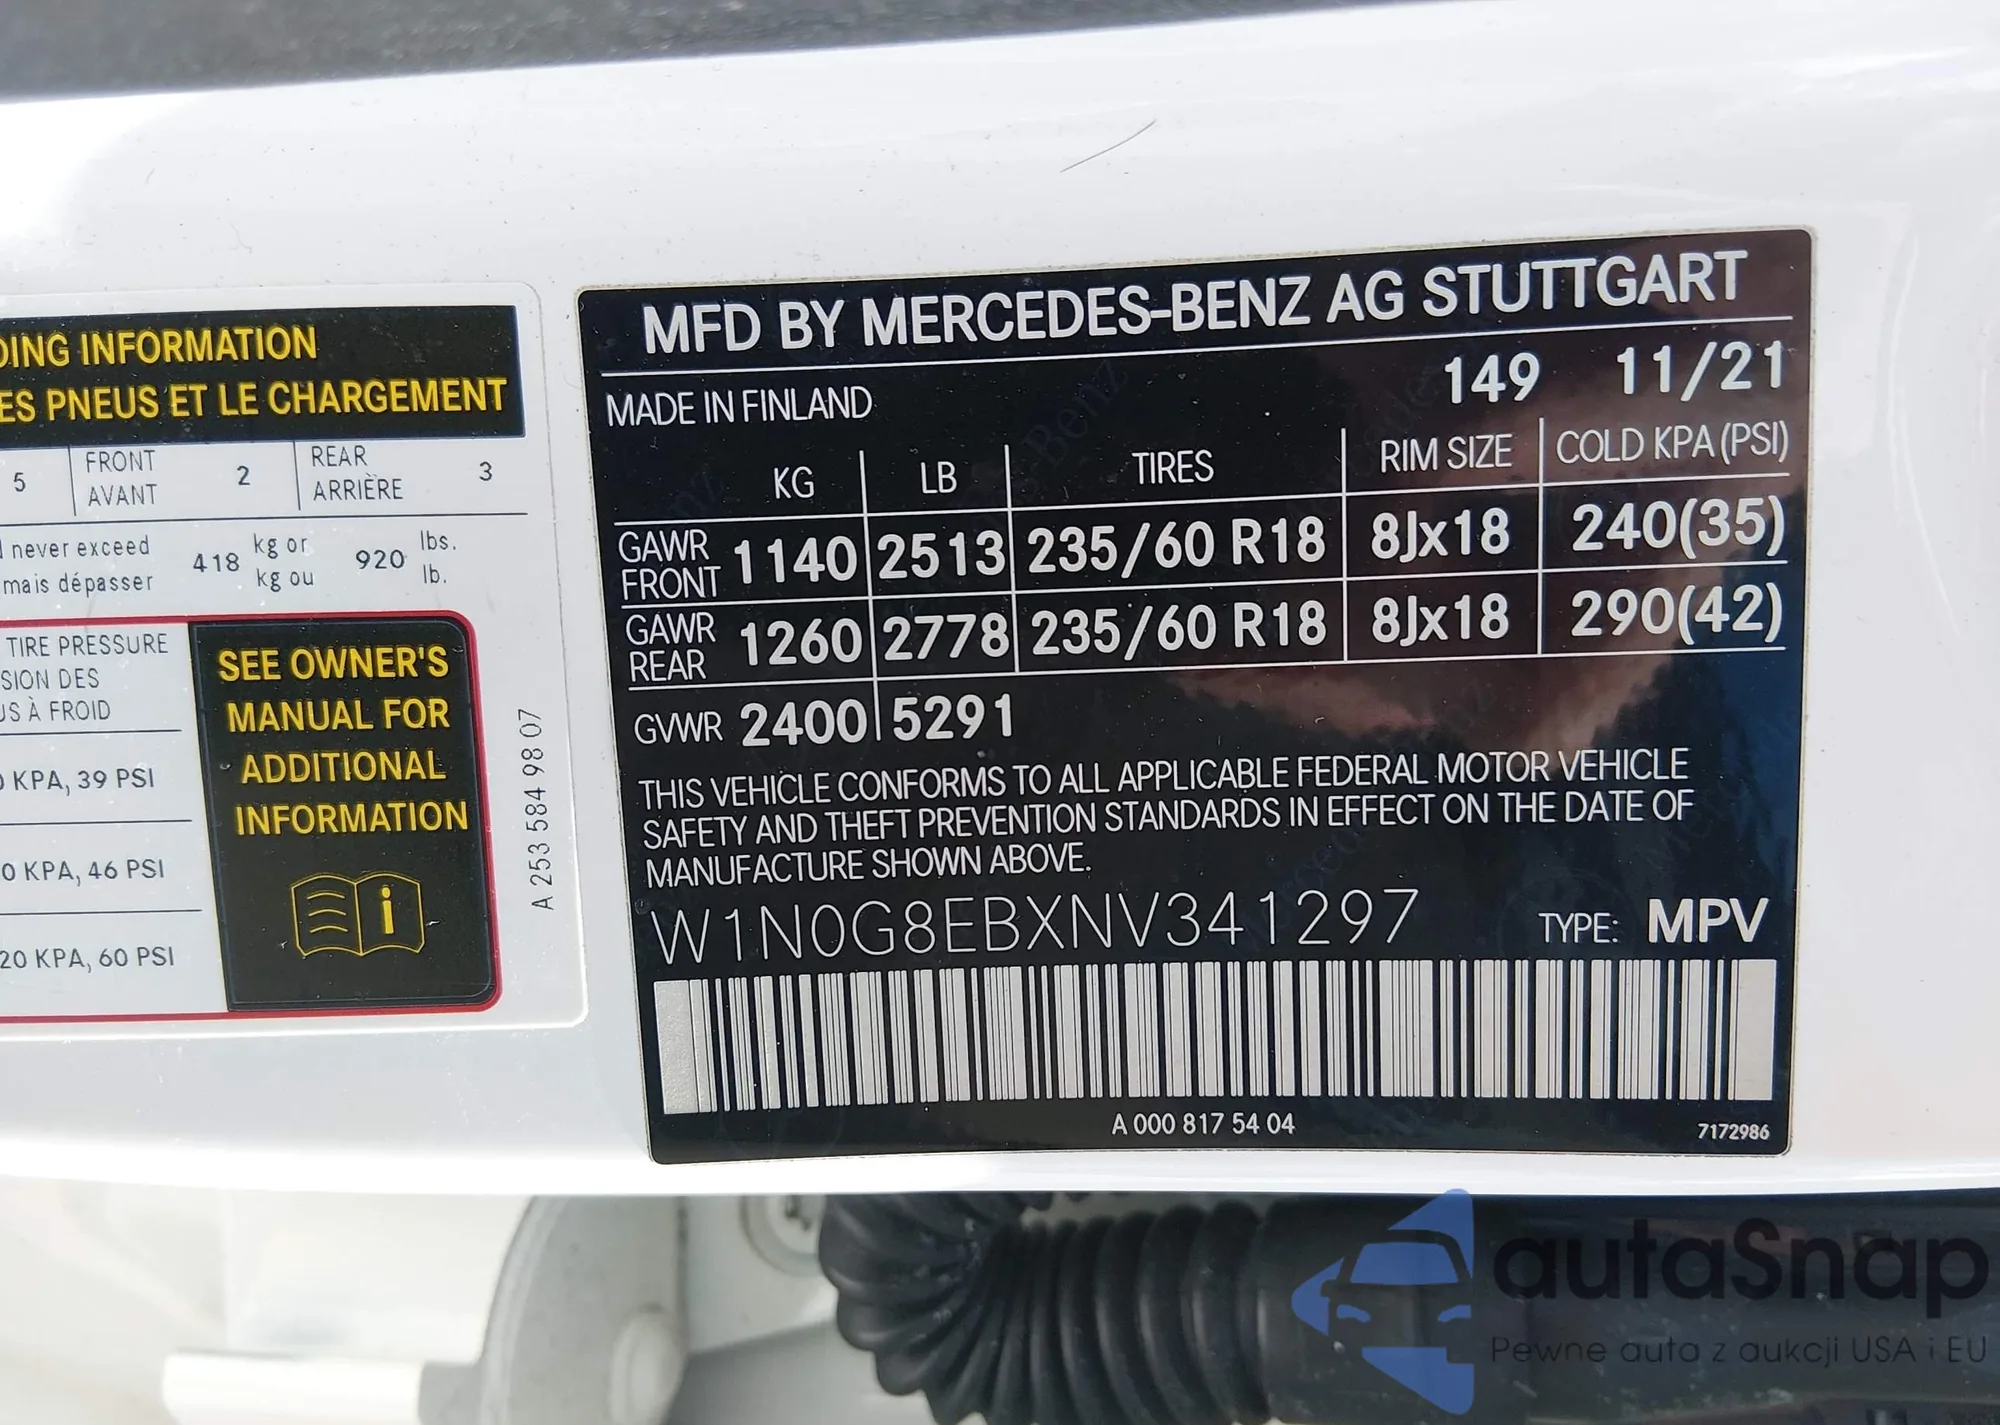 DING INFORMATION
ES PNEUS ET LE CHARGEMENT
5 FRONT AVANT 2 REAR ARRIÈRE 3
never exceed 418 kg or 920 lbs.
mais dépasser kg ou lb.
TIRE PRESSURE
SION DES
US À FROID
0 KPA, 39 PSI
0 KPA, 46 PSI
20 KPA, 60 PSI
SEE OWNER'S
MANUAL FOR
ADDITIONAL
INFORMATION
A 253 584 98 07
MFD BY MERCEDES-BENZ AG STUTTGART
MADE IN FINLAND 149 11/21
KG LB TIRES RIM SIZE COLD KPA (PSI)
GAWR FRONT 1140 2513 235/60 R18 8Jx18 240(35)
GAWR REAR 1260 2778 235/60 R18 8Jx18 290(42)
GVWR 2400 5291
THIS VEHICLE CONFORMS TO ALL APPLICABLE FEDERAL MOTOR VEHICLE
SAFETY AND THEFT PREVENTION STANDARDS IN EFFECT ON THE DATE OF
MANUFACTURE SHOWN ABOVE.
W1N0G8EBXNV341297 TYPE: MPV
A 000 817 54 04
7172986
autaSnap
Pewne auta z aukcji USA i EU